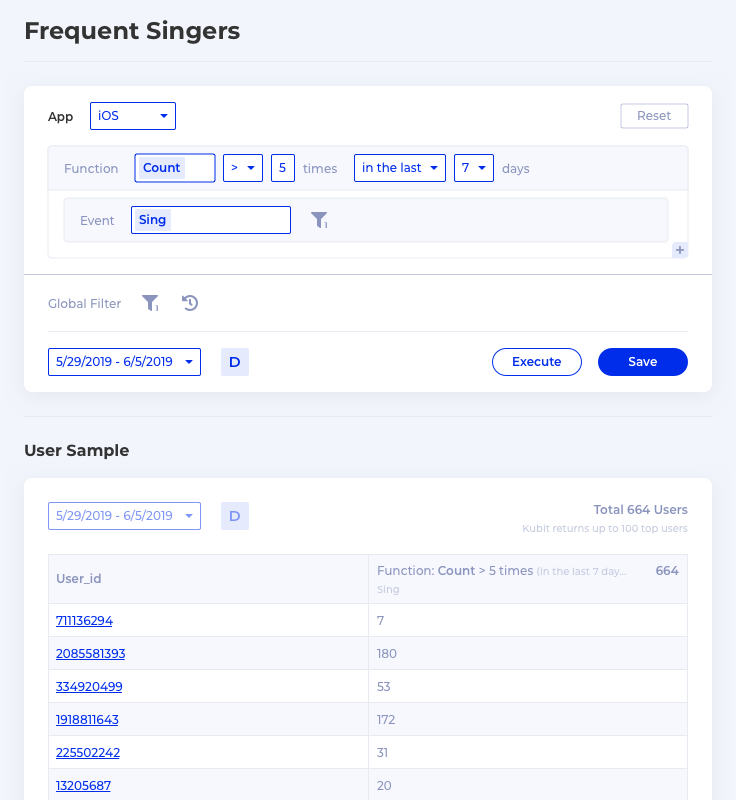 Frequent Singers
App iOS Reset
Function Count > 5 times in the last 7 days
Event Sing 1
+
Global Filter 1
5/29/2019 - 6/5/2019 D Execute Save
User Sample
5/29/2019 - 6/5/2019 D Total 664 Users
Kubit returns up to 100 top users
User_id Function: Count > 5 times (in the last 7 day... 664
Sing
711136294 7
2085581393 180
334920499 53
1918811643 172
225502242 31
13205687 20